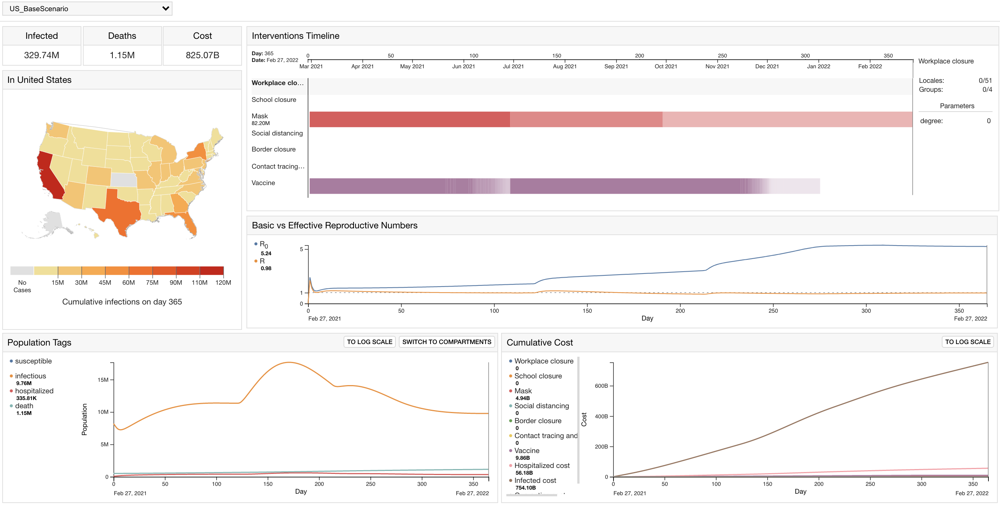 US_BaseScenario
Infected
Deaths
Cost
329.74M
1.15M
825.07B
In United States
No Cases
15M 30M 45M 60M 75M 90M 110M 120M
Cumulative infections on day 365
Interventions Timeline
Day: 365
Date: Feb 27, 2022
0 50 100 150 200 250 300 350
Mar 2021 Apr 2021 May 2021 Jun 2021 Jul 2021 Aug 2021 Sep 2021 Oct 2021 Nov 2021 Dec 2021 Jan 2022 Feb 2022
Workplace clo…
School closure
Mask
82.20M
Social distancing
Border closure
Contact tracing…
Vaccine
Workplace closure
Locales: 0/51
Groups: 0/4
Parameters
degree: 0
Basic vs Effective Reproductive Numbers
R0
5.24
R
0.98
5
1
0
0 50 100 150 200 250 300 350
Feb 27, 2021
Day
Feb 27, 2022
Population Tags
TO LOG SCALE
SWITCH TO COMPARTMENTS
susceptible
infectious
9.76M
hospitalized
335.81K
death
1.15M
Population
15M
10M
5M
0
0 50 100 150 200 250 300 350
Feb 27, 2021
Day
Feb 27, 2022
Cumulative Cost
TO LOG SCALE
Workplace closure
0
School closure
0
Mask
4.94B
Social distancing
0
Border closure
0
Contact tracing and
0
Vaccine
9.86B
Hospitalized cost
56.18B
Infected cost
754.10B
Cost
600B
400B
200B
0
0 50 100 150 200 250 300 350
Feb 27, 2021
Day
Feb 27, 2022